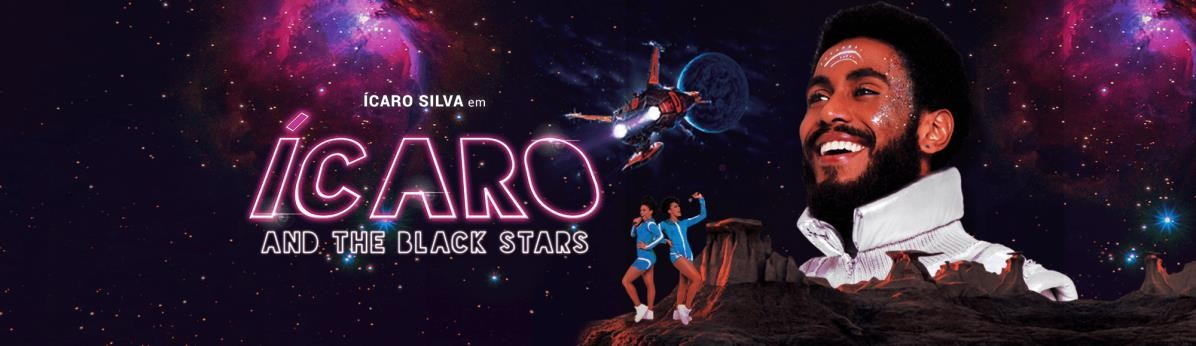 ÍCARO SILVA em
ÍCARO
AND THE BLACK STARS